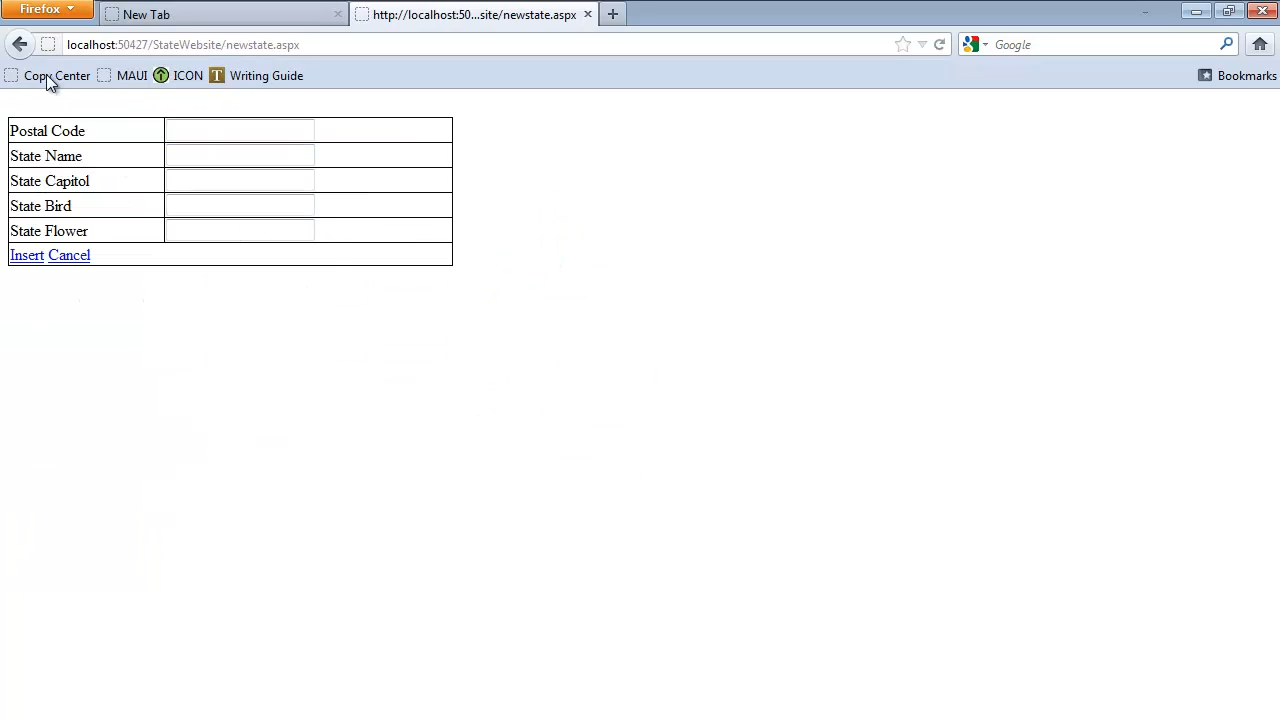 Firefox
New Tab
http://localhost:50...site/newstate.aspx
localhost:50427/StateWebsite/newstate.aspx
Google
Copy Center
MAUI
ICON
T
Writing Guide
Bookmarks
Postal Code
State Name
State Capitol
State Bird
State Flower
Insert Cancel